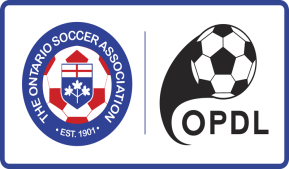 THE ONTARIO SOCCER ASSOCIATION
• EST. 1901 •
OPDL